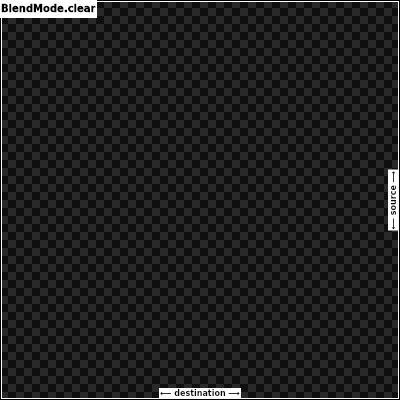 BlendMode.clear
⟵ source ⟶
⟵ destination ⟶